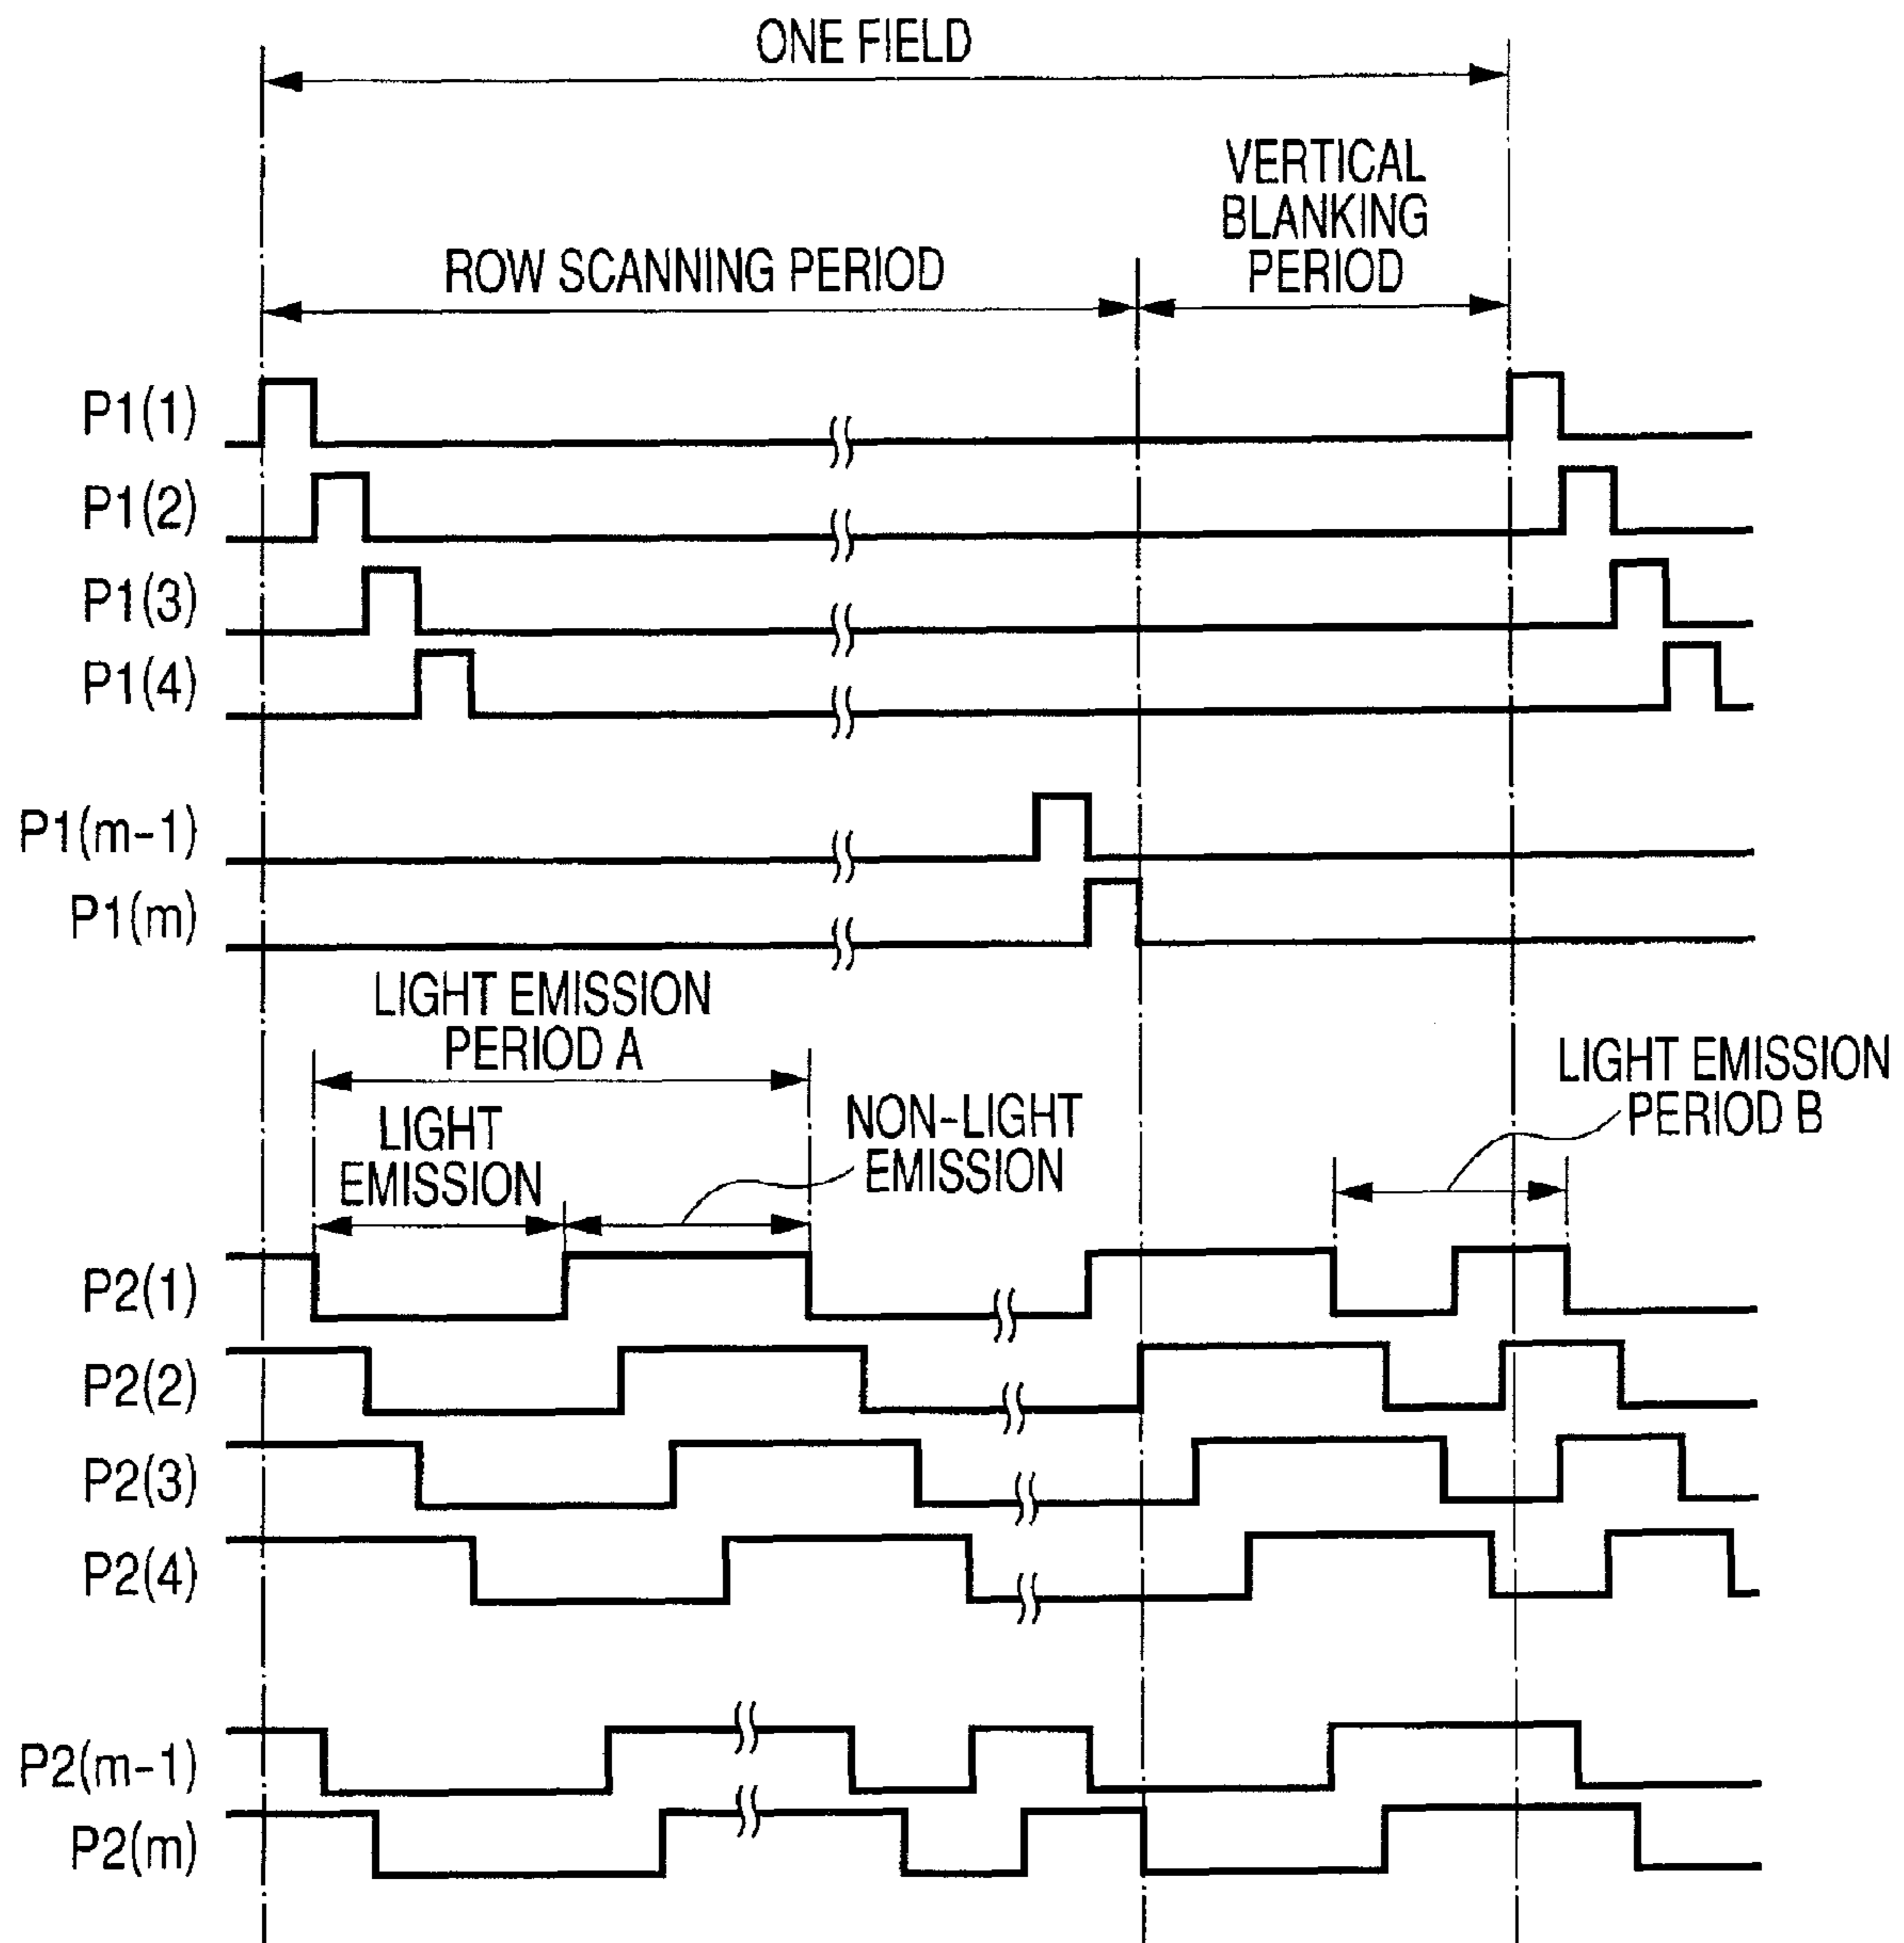 ONE FIELD
VERTICAL
BLANKING
PERIOD
ROW SCANNING PERIOD
P1(1)
P1(2)
P1(3)
P1(4)
P1(m-1)
P1(m)
LIGHT EMISSION
PERIOD A
LIGHT EMISSION
PERIOD B
LIGHT
EMISSION
NON-LIGHT
EMISSION
P2(1)
P2(2)
P2(3)
P2(4)
P2(m-1)
P2(m)